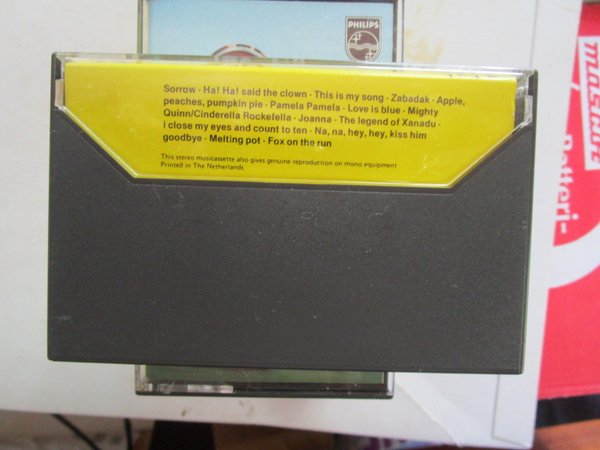 PHILIPS
Sorrow - Ha! Ha! said the clown - This is my song - Zabadak - Apple,
peaches, pumpkin pie - Pamela Pamela - Love is blue - Mighty
Quinn/Cinderella Rockefella - Joanna - The legend of Xanadu -
i close my eyes and count to ten - Na, na, hey, hey, kiss him
goodbye - Melting pot - Fox on the run
This stereo musicassette also gives genuine reproduction on mono equipment
Printed in The Netherlands
Batteri-